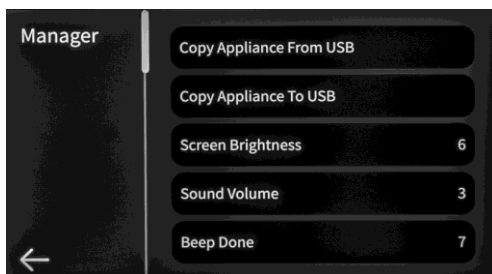 Manager
Copy Appliance From USB
Copy Appliance To USB
Screen Brightness 6
Sound Volume 3
Beep Done 7